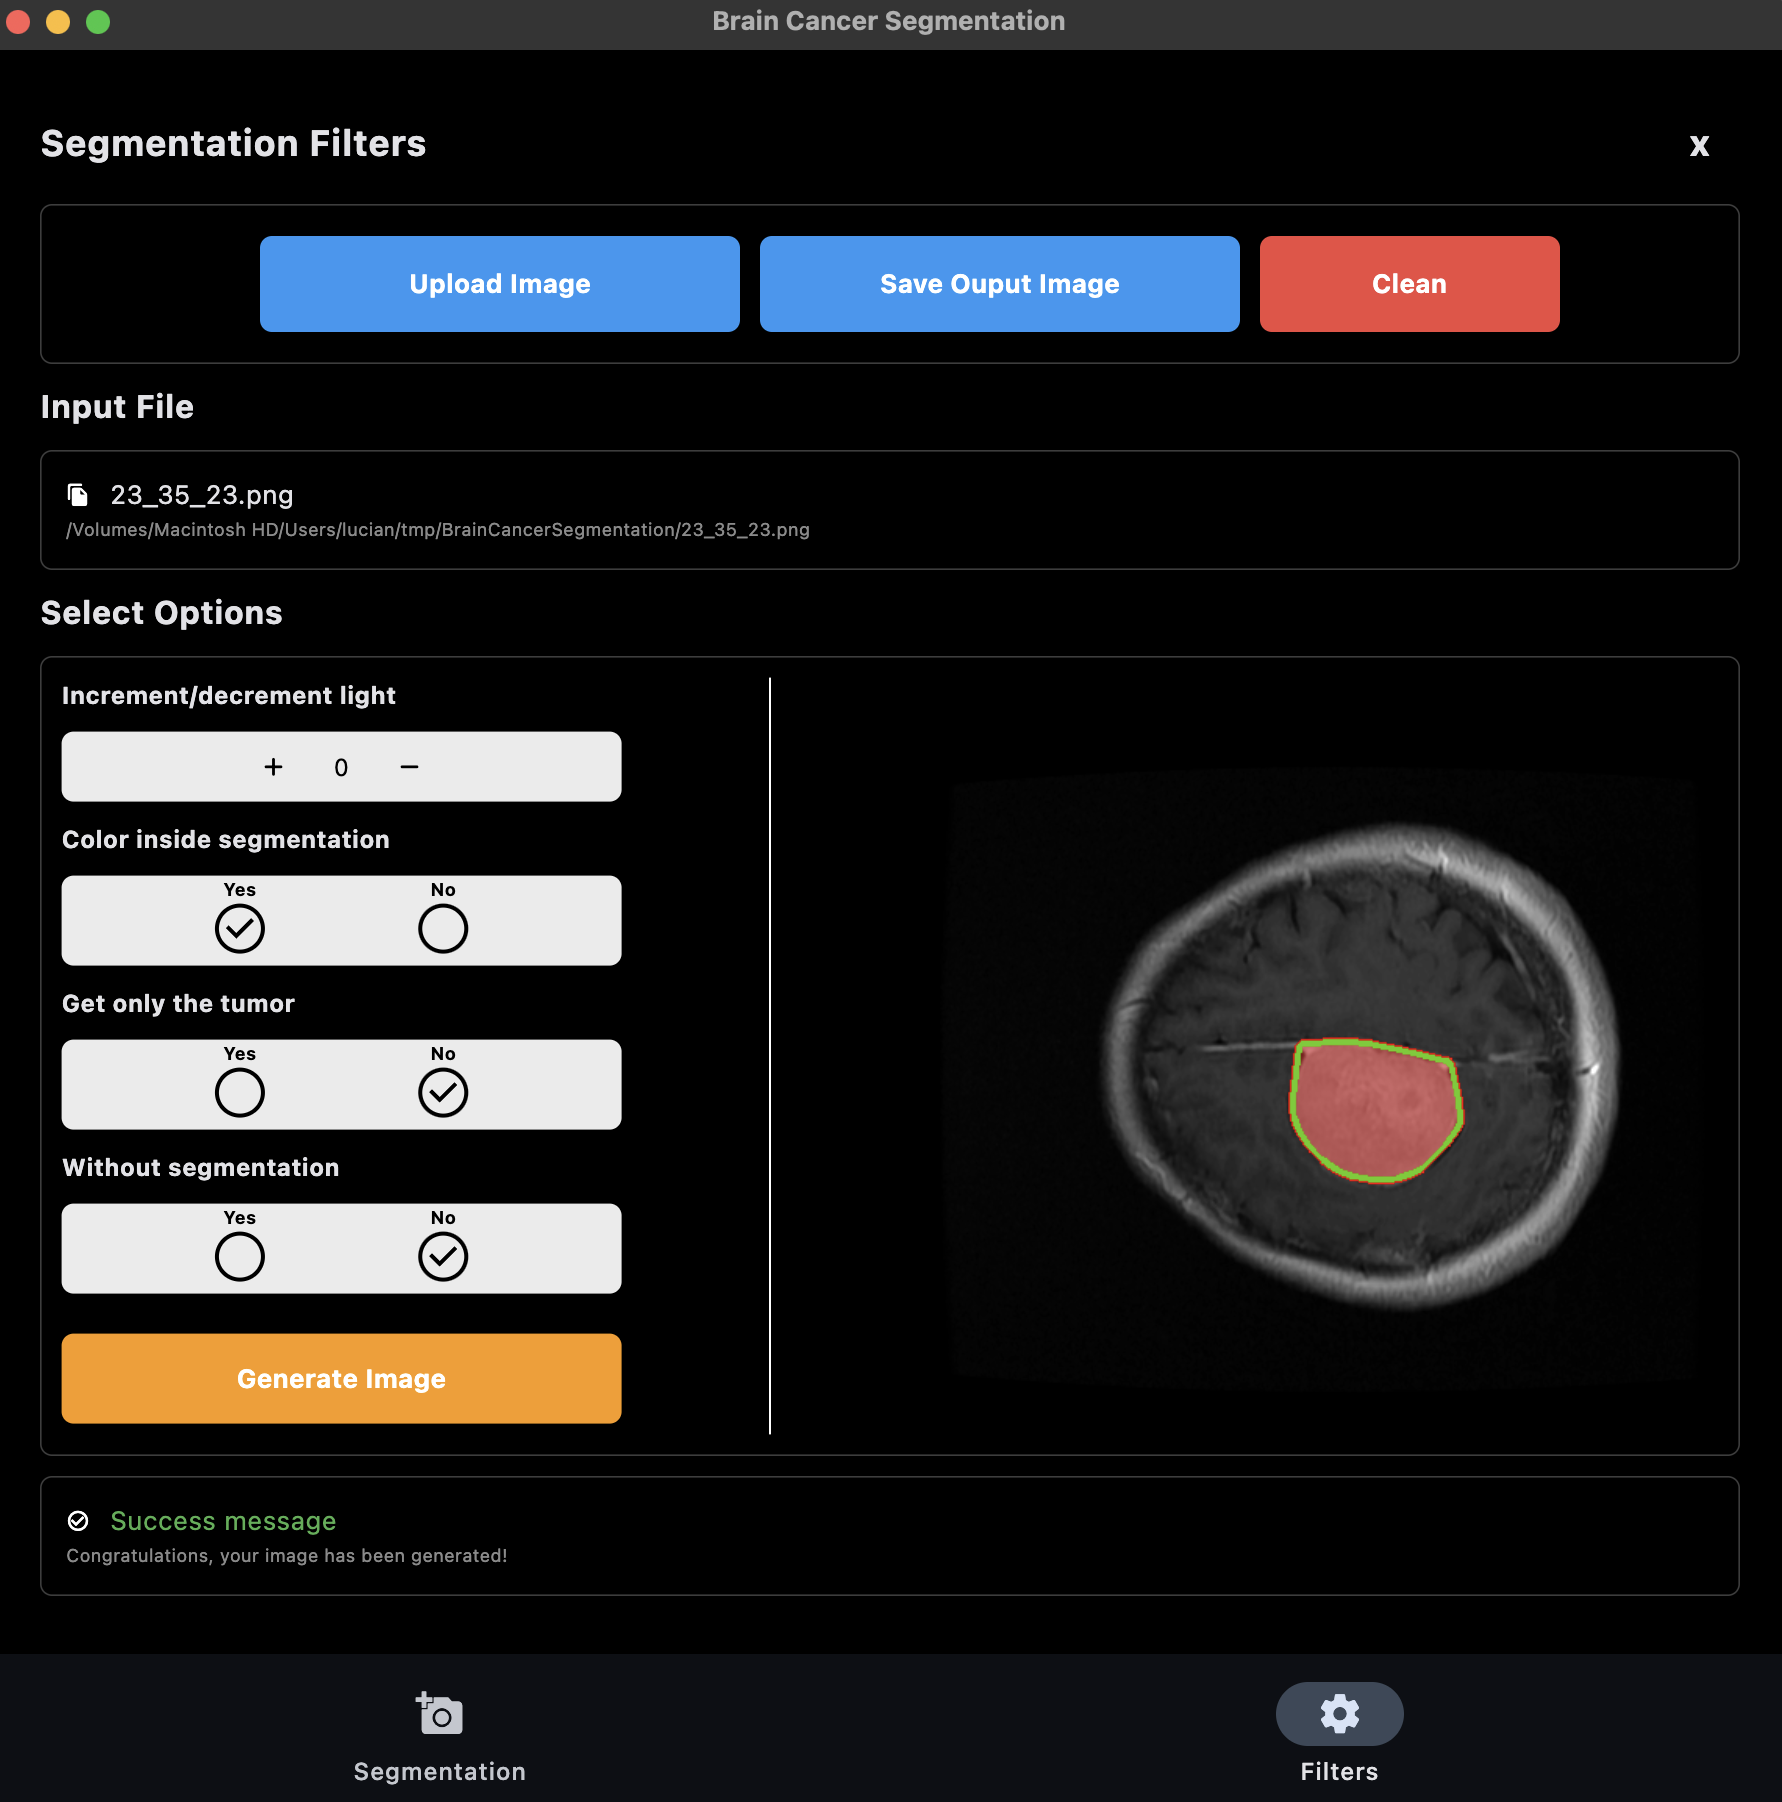 Brain Cancer Segmentation
Segmentation Filters
x
Upload Image
Save Ouput Image
Clean
Input File
23_35_23.png
/Volumes/Macintosh HD/Users/lucian/tmp/BrainCancerSegmentation/23_35_23.png
Select Options
Increment/decrement light
+ 0 −
Color inside segmentation
Yes No
Get only the tumor
Yes No
Without segmentation
Yes No
Generate Image
Success message
Congratulations, your image has been generated!
Segmentation
Filters